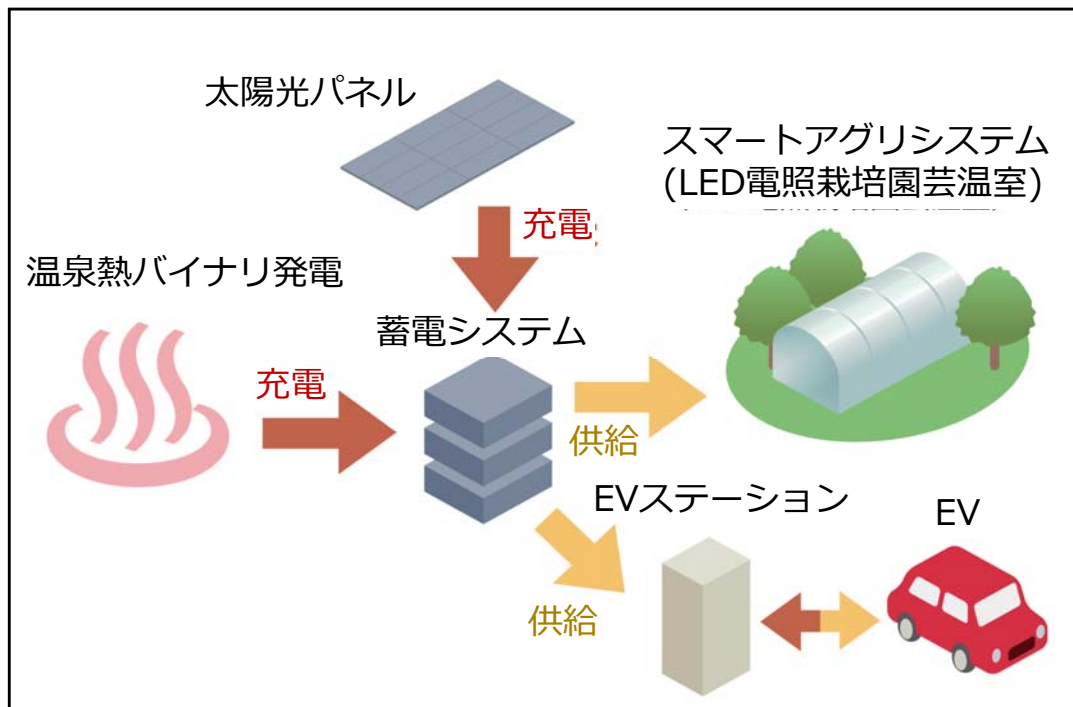 太陽光パネル
スマートアグリシステム
(LED電照栽培園芸温室)
充電
温泉熱バイナリ発電
蓄電システム
充電
供給
EVステーション
EV
供給